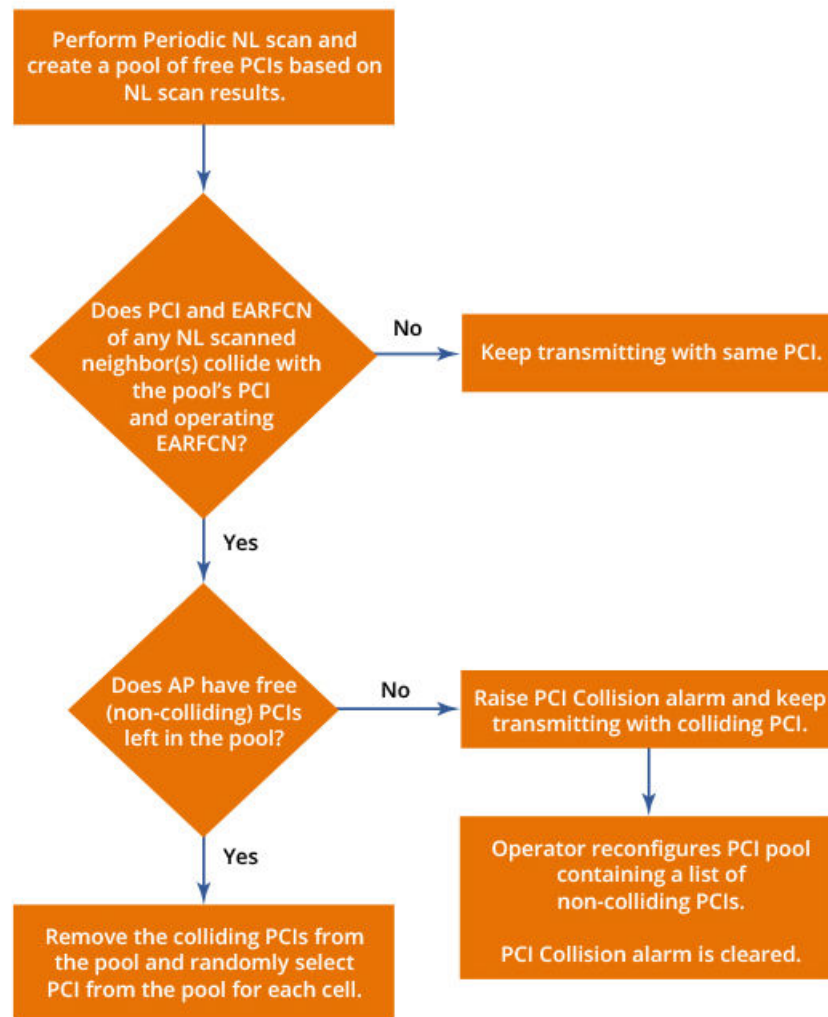 Perform Periodic NL scan and
create a pool of free PCIs based on
NL scan results.
Does PCI and EARFCN
of any NL scanned
neighbor(s) collide with
the pool's PCI
and operating
EARFCN?
No
Keep transmitting with same PCI.
Yes
Does AP have free
(non-colliding) PCIs
left in the pool?
No
Raise PCI Collision alarm and keep
transmitting with colliding PCI.
Yes
Operator reconfigures PCI pool
containing a list of
non-colliding PCIs.
PCI Collision alarm is cleared.
Remove the colliding PCIs from
the pool and randomly select
PCI from the pool for each cell.